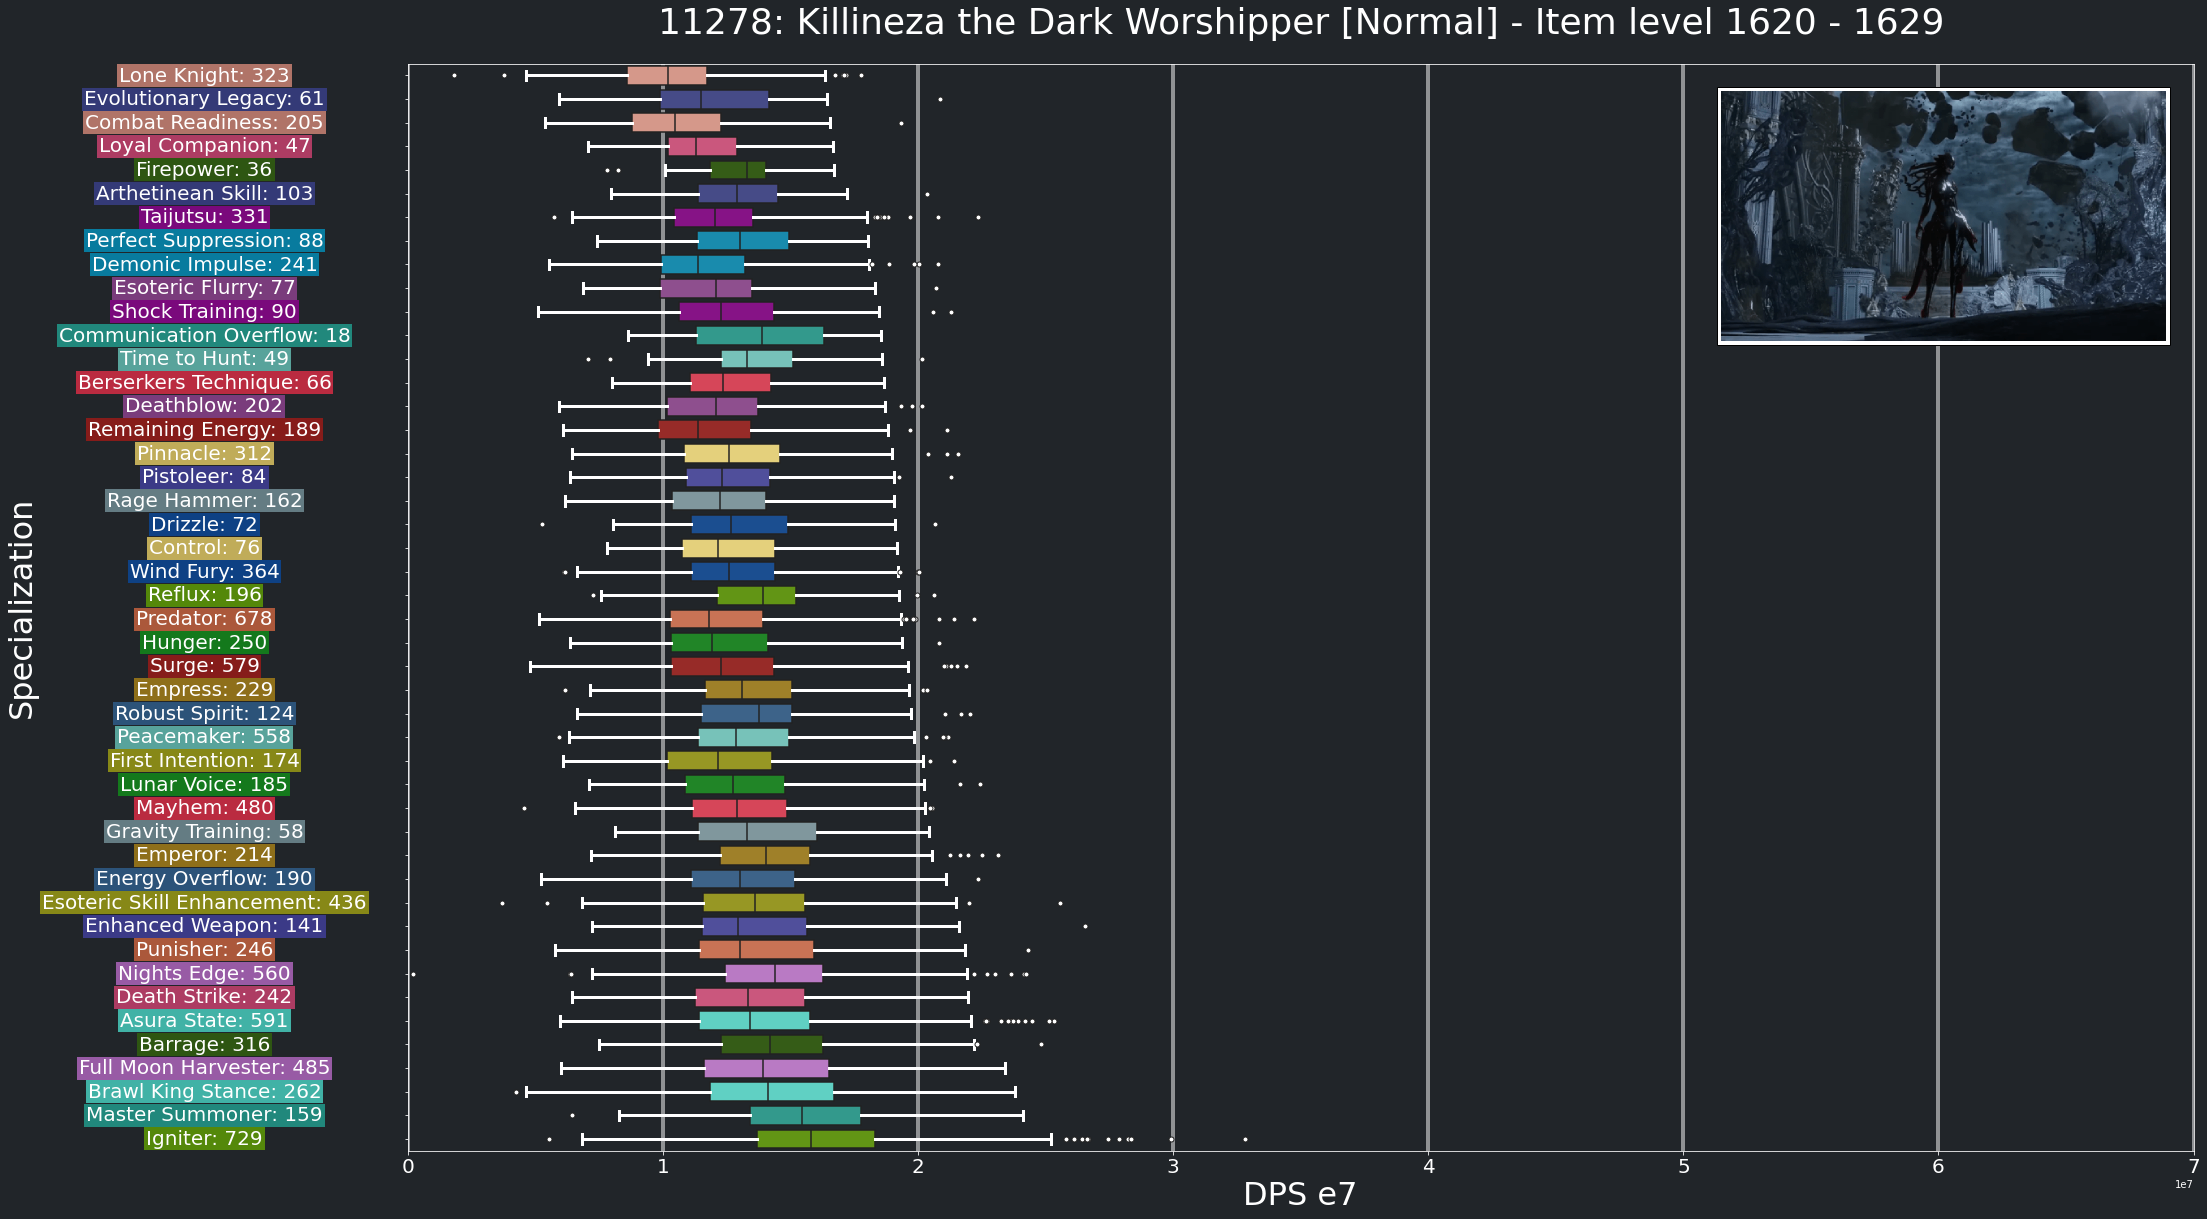 11278: Killineza the Dark Worshipper [Normal] - Item level 1620 - 1629
Specialization
Lone Knight: 323
Evolutionary Legacy: 61
Combat Readiness: 205
Loyal Companion: 47
Firepower: 36
Arthetinean Skill: 103
Taijutsu: 331
Perfect Suppression: 88
Demonic Impulse: 241
Esoteric Flurry: 77
Shock Training: 90
Communication Overflow: 18
Time to Hunt: 49
Berserkers Technique: 66
Deathblow: 202
Remaining Energy: 189
Pinnacle: 312
Pistoleer: 84
Rage Hammer: 162
Drizzle: 72
Control: 76
Wind Fury: 364
Reflux: 196
Predator: 678
Hunger: 250
Surge: 579
Empress: 229
Robust Spirit: 124
Peacemaker: 558
First Intention: 174
Lunar Voice: 185
Mayhem: 480
Gravity Training: 58
Emperor: 214
Energy Overflow: 190
Esoteric Skill Enhancement: 436
Enhanced Weapon: 141
Punisher: 246
Nights Edge: 560
Death Strike: 242
Asura State: 591
Barrage: 316
Full Moon Harvester: 485
Brawl King Stance: 262
Master Summoner: 159
Igniter: 729
0 1 2 3 4 5 6 7
1e7
DPS e7